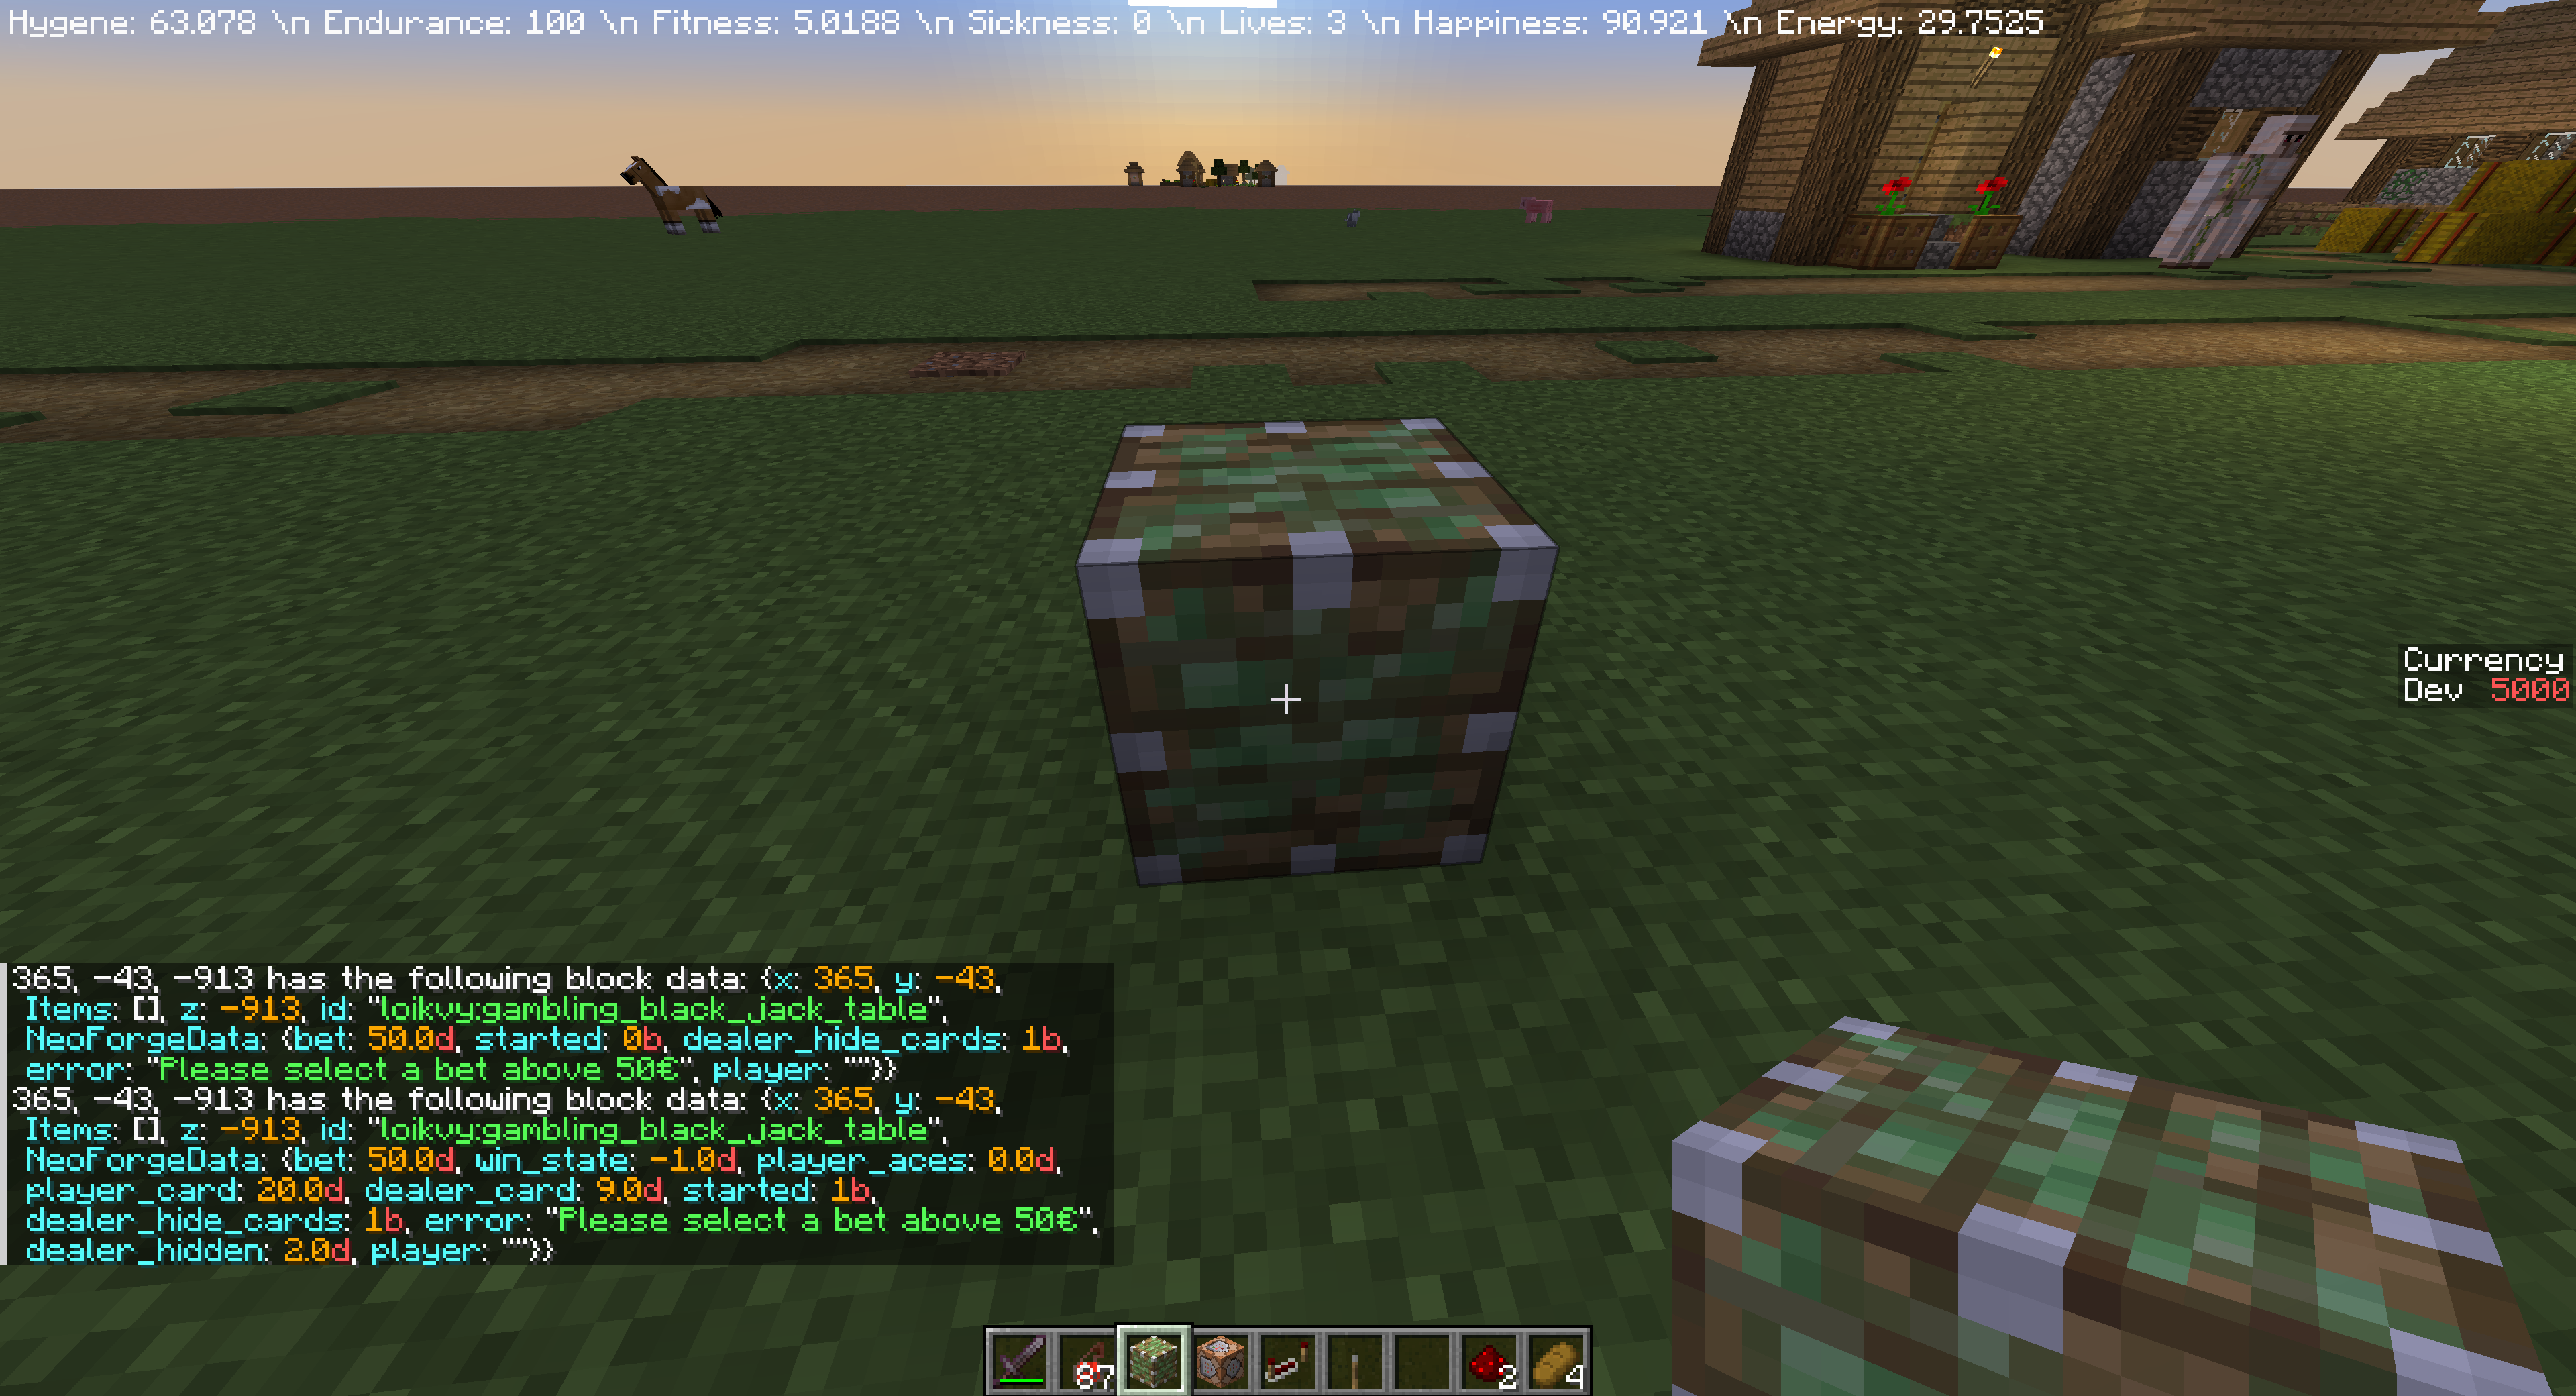 Hygene: 63.078 \n Endurance: 100 \n Fitness: 5.0188 \n Sickness: 0 \n Lives: 3 \n Happiness: 90.921 \n Energy: 29.7525
Currency
Dev 5000
365, -43, -913 has the following block data: {x: 365, y: -43,
Items: [], z: -913, id: "loikvy:gambling_black_jack_table",
NeoForgeData: {bet: 50.0d, started: 0b, dealer_hide_cards: 1b,
error: "Please select a bet above 50€", player: ""}}
365, -43, -913 has the following block data: {x: 365, y: -43,
Items: [], z: -913, id: "loikvy:gambling_black_jack_table",
NeoForgeData: {bet: 50.0d, win_state: -1.0d, player_aces: 0.0d,
player_card: 20.0d, dealer_card: 9.0d, started: 1b,
dealer_hide_cards: 1b, error: "Please select a bet above 50€",
dealer_hidden: 2.0d, player: ""}}
87 2 4